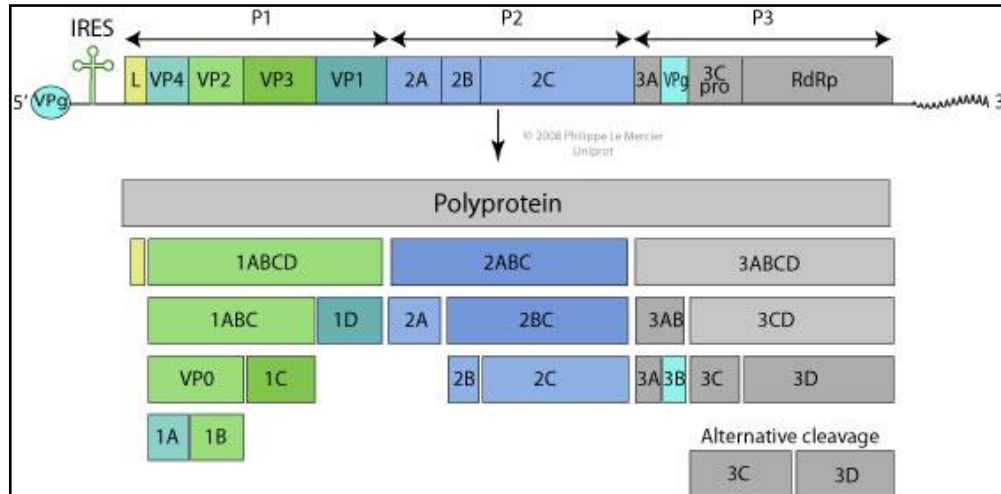 P1 P2 P3
IRES
L VP4 VP2 VP3 VP1 2A 2B 2C 3A VPg 3C pro RdRp
5' VPg 3
© 2008 Philippe Le Mercier
Uniprot
Polyprotein
1ABCD 2ABC 3ABCD
1ABC 1D 2A 2BC 3AB 3CD
VP0 1C 2B 2C 3A 3B 3C 3D
1A 1B
Alternative cleavage
3C 3D